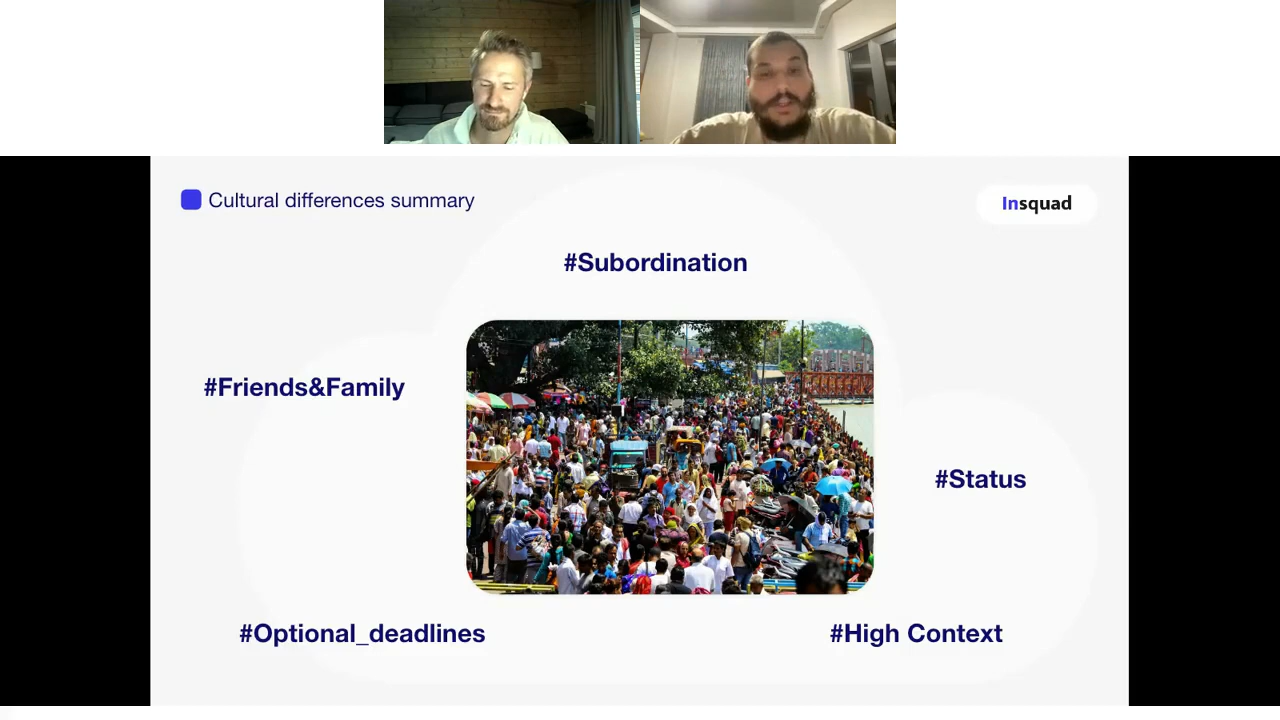 Cultural differences summary
Insquad
#Subordination
#Friends&Family
#Status
#Optional_deadlines
#High Context